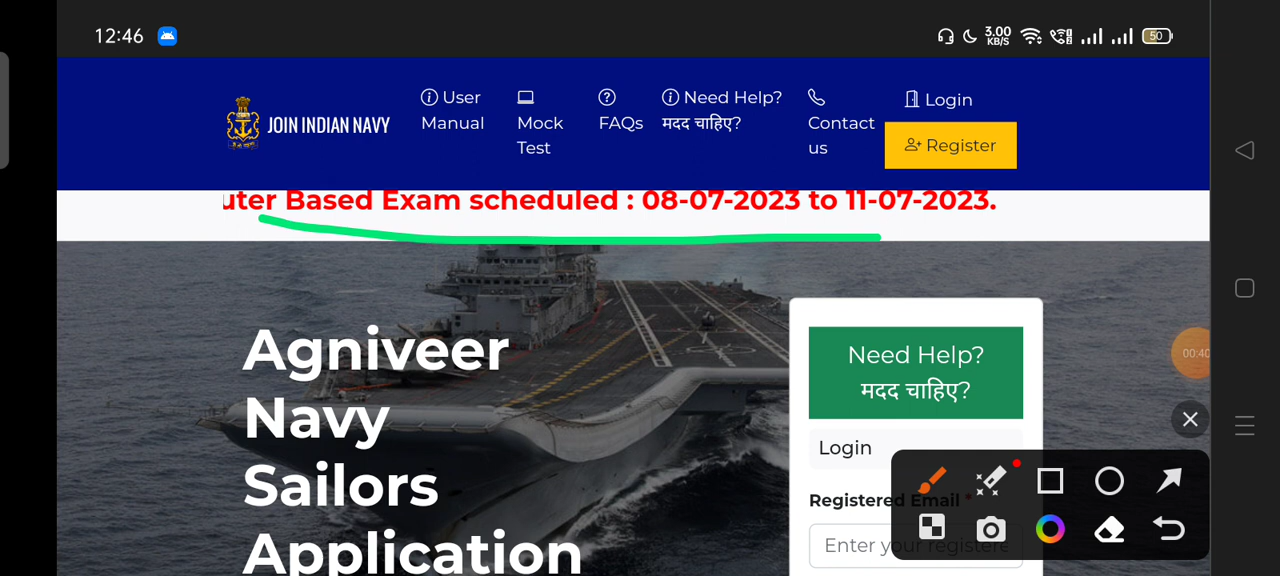 12:46
3.00
KB/S
50
JOIN INDIAN NAVY
User
Manual
Mock
Test
FAQs
Need Help?
मदद चाहिए?
Contact
us
Login
Register
uter Based Exam scheduled : 08-07-2023 to 11-07-2023.
Agniveer
Navy
Sailors
Application
Need Help?
मदद चाहिए?
Login
Registered Email *
Enter your registere
00:40